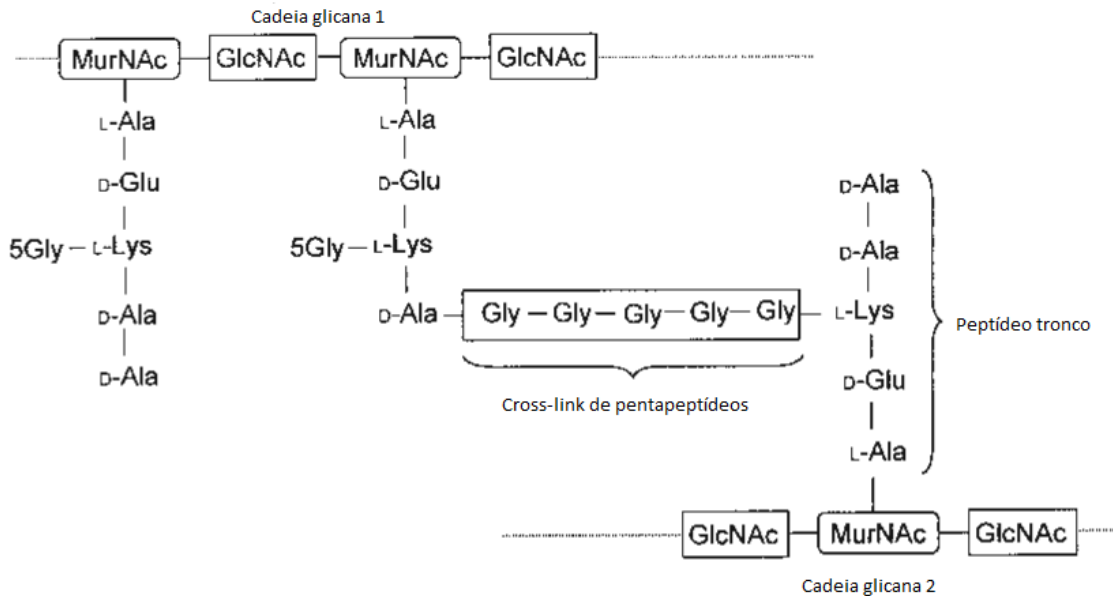 Cadeia glicana 1
MurNAc GlcNAc MurNAc GlcNAc
L-Ala L-Ala
D-Glu D-Glu D-Ala
5Gly – L-Lys 5Gly – L-Lys D-Ala
D-Ala D-Ala Gly – Gly – Gly – Gly – Gly L-Lys Peptídeo tronco
D-Ala D-Glu
Cross-link de pentapeptídeos
L-Ala
GlcNAc MurNAc GlcNAc
Cadeia glicana 2